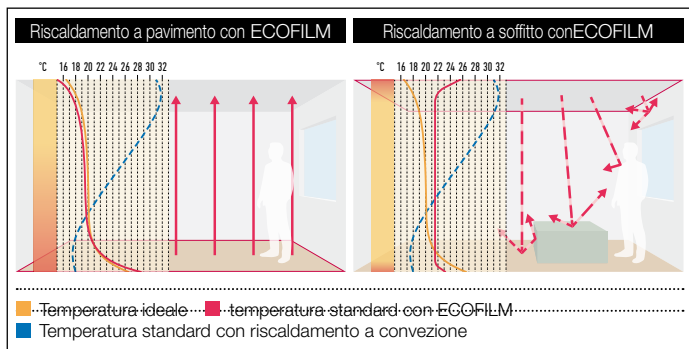 Riscaldamento a pavimento con ECOFILM
Riscaldamento a soffitto conECOFILM
°C 16 18 20 22 24 26 28 30 32
°C 16 18 20 22 24 26 28 30 32
Temperatura ideale temperatura standard con ECOFILM
Temperatura standard con riscaldamento a convezione